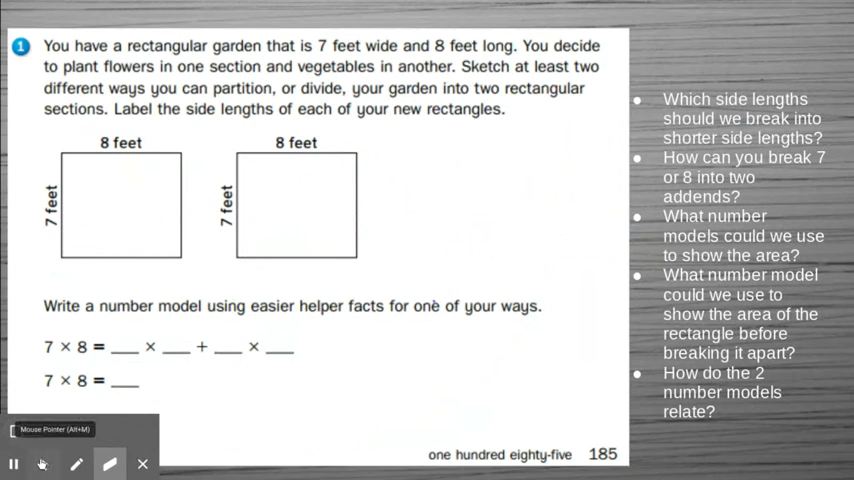 1 You have a rectangular garden that is 7 feet wide and 8 feet long. You decide
to plant flowers in one section and vegetables in another. Sketch at least two
different ways you can partition, or divide, your garden into two rectangular
sections. Label the side lengths of each of your new rectangles.
8 feet 8 feet
7 feet 7 feet
Write a number model using easier helper facts for one of your ways.
7 × 8 = ___ × ___ + ___ × ___
7 × 8 = ___
one hundred eighty-five 185
Mouse Pointer (Alt+M)
● Which side lengths
should we break into
shorter side lengths?
● How can you break 7
or 8 into two
addends?
● What number
models could we use
to show the area?
● What number model
could we use to
show the area of the
rectangle before
breaking it apart?
● How do the 2
number models
relate?